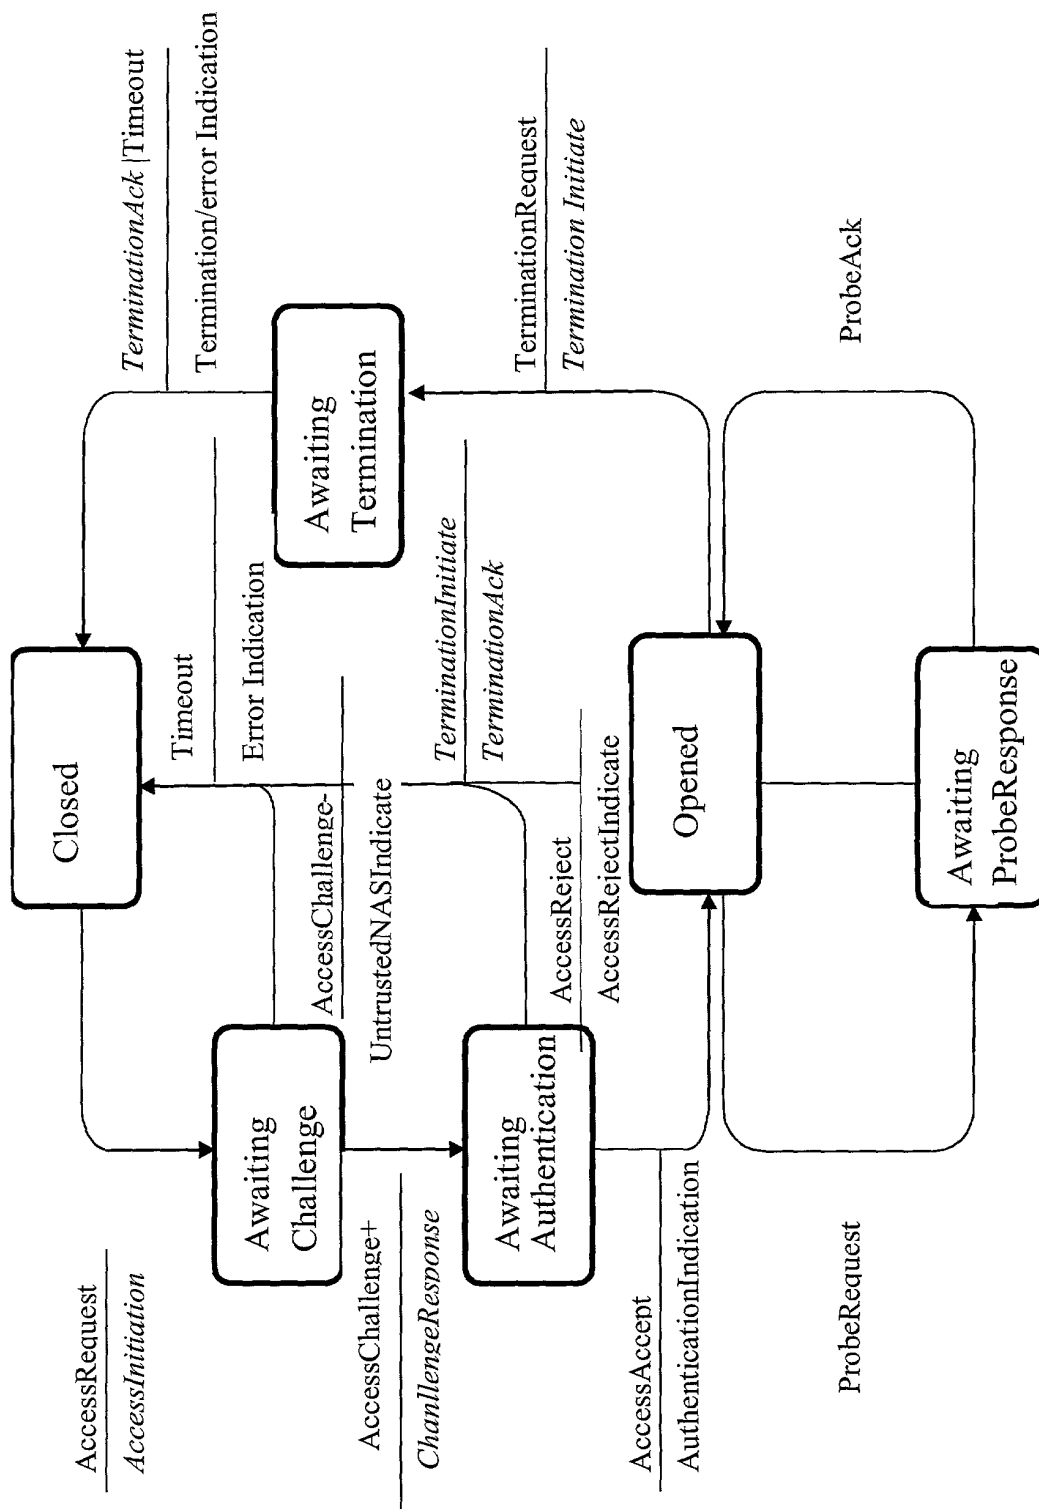 AccessRequest
AccessInitiation
Closed
TerminationAck |Timeout
Termination/error Indication
Timeout
Error Indication
Awaiting
Challenge
Awaiting
Termination
AccessChallenge-
UntrustedNASIndicate
AccessChallenge+
ChanllengeResponse
TerminationInitiate
TerminationAck
TerminationRequest
Termination Initiate
Awaiting
Authentication
AccessReject
AccessRejectIndicate
AccessAccept
AuthenticationIndication
Opened
ProbeRequest
ProbeAck
Awaiting
ProbeResponse